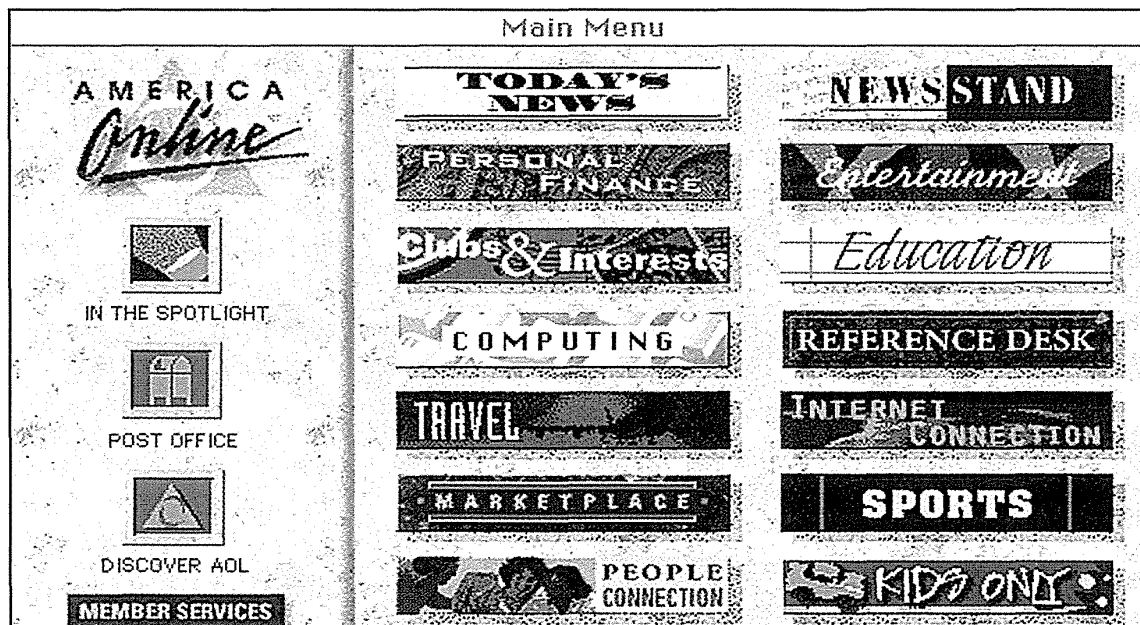 Main Menu
AMERICA
Online
IN THE SPOTLIGHT
POST OFFICE
DISCOVER AOL
MEMBER SERVICES
TODAY'S
NEWS
PERSONAL
FINANCE
Clubs & Interests
COMPUTING
TRAVEL
MARKETPLACE
PEOPLE
CONNECTION
NEWSSTAND
Entertainment
Education
REFERENCE DESK
INTERNET
CONNECTION
SPORTS
KIDS ONLY